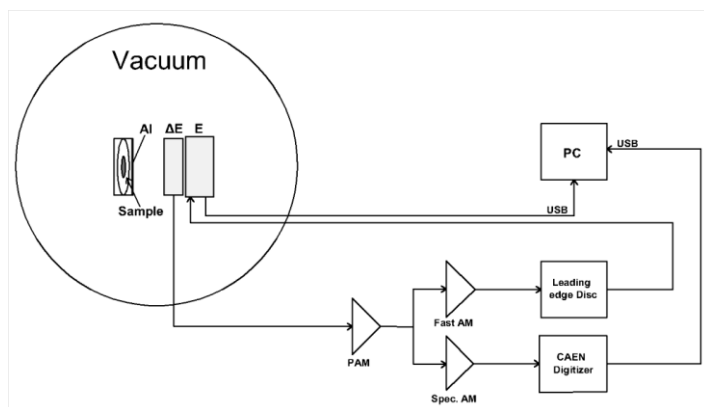 Vacuum
Al ΔE E
Sample
PC
USB
USB
Leading
edge Disc
Fast AM
PAM
CAEN
Digitizer
Spec. AM